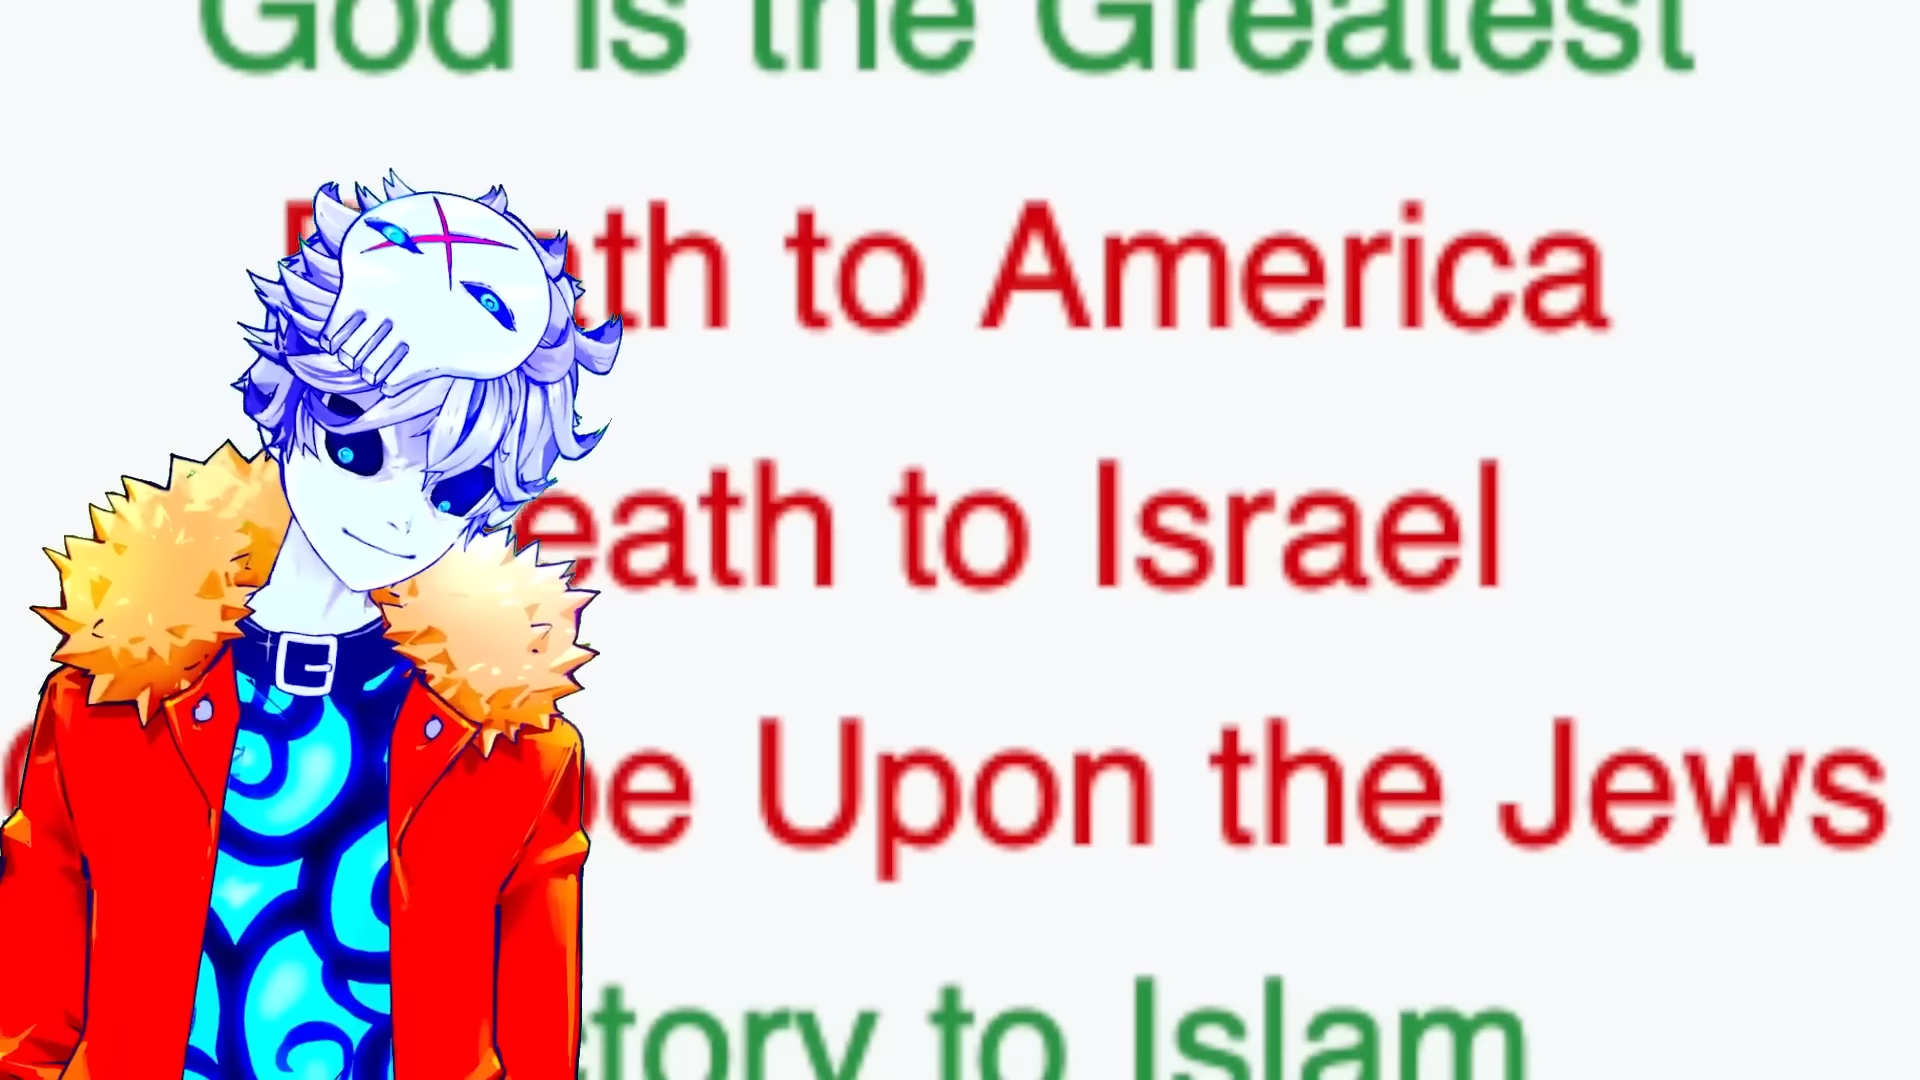 God is the Greatest
to America
to Israel
Upon the Jews
to Islam